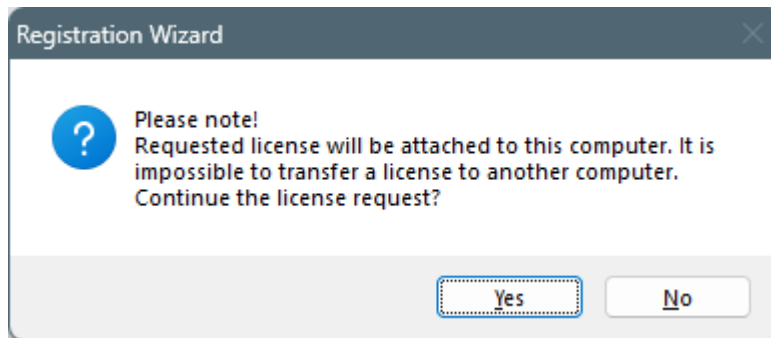 Registration Wizard
Please note!
Requested license will be attached to this computer. It is
impossible to transfer a license to another computer.
Continue the license request?
Yes
No